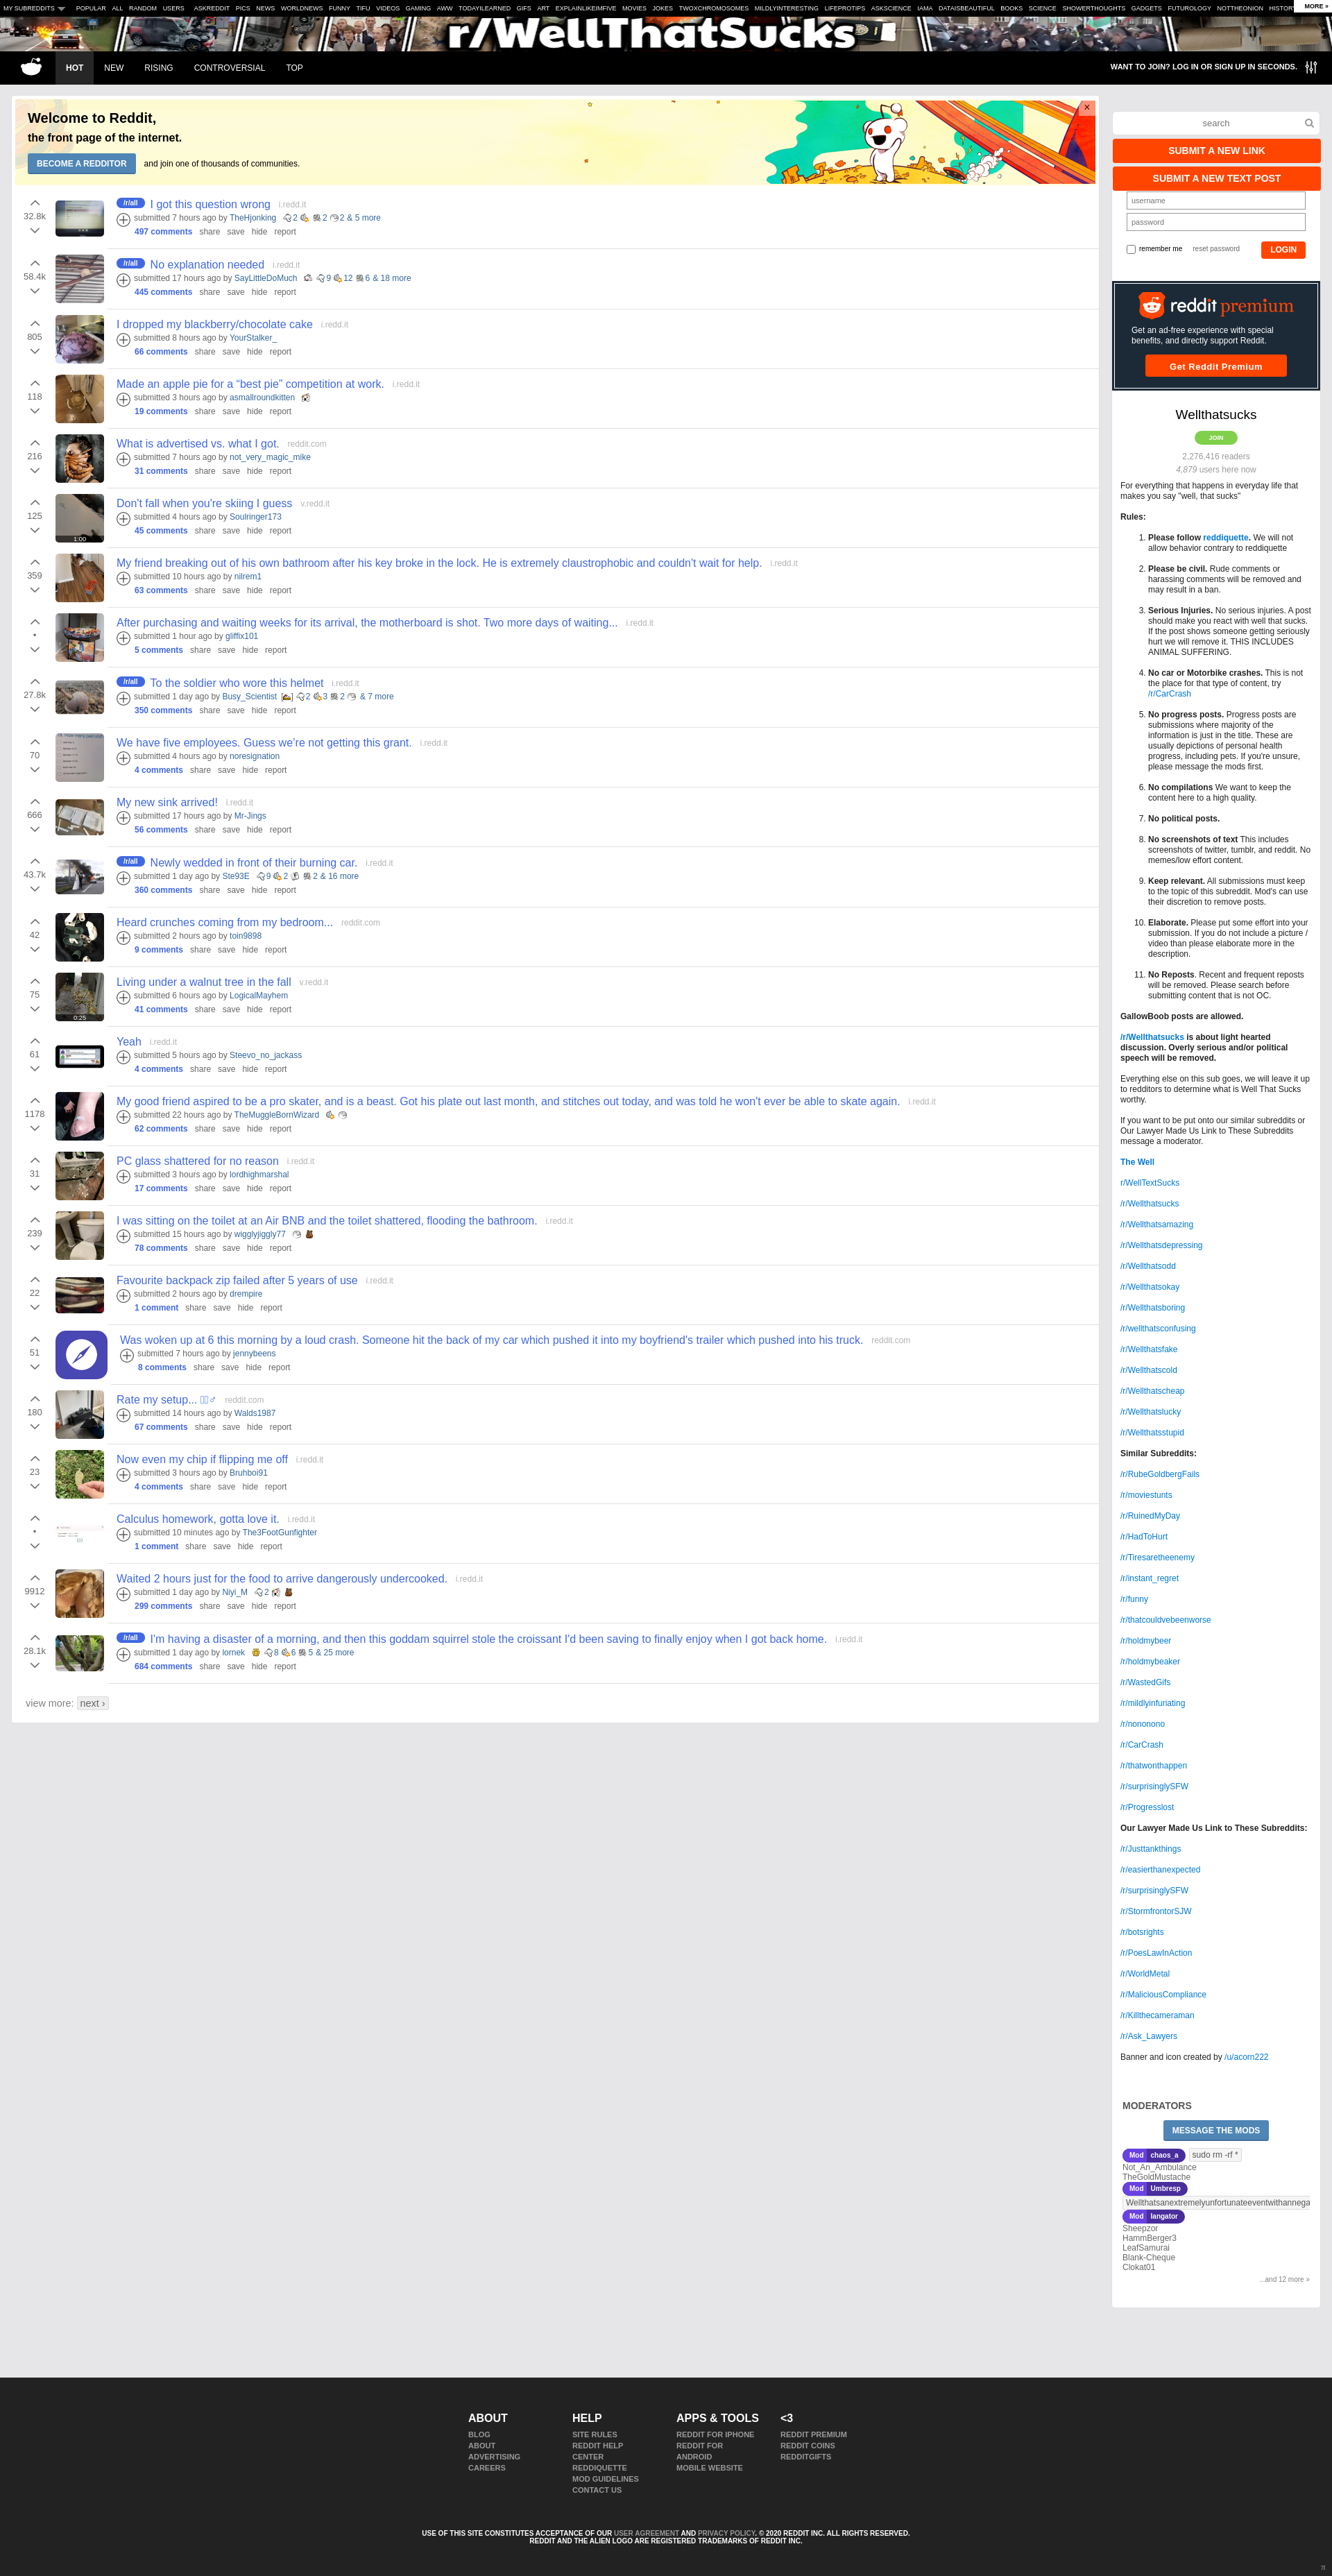 MY SUBREDDITS POPULAR ALL RANDOM USERS ASKREDDIT PICS NEWS WORLDNEWS FUNNY TIFU VIDEOS GAMING AWW TODAYILEARNED GIFS ART EXPLAINLIKEIMFIVE MOVIES JOKES TWOXCHROMOSOMES MILDLYINTERESTING LIFEPROTIPS ASKSCIENCE IAMA DATAISBEAUTIFUL BOOKS SCIENCE SHOWERTHOUGHTS GADGETS FUTUROLOGY NOTTHEONION HISTORY MORE »
r/WellThatSucks
HOT NEW RISING CONTROVERSIAL TOP
WANT TO JOIN? LOG IN OR SIGN UP IN SECONDS.
Welcome to Reddit,
the front page of the internet.
BECOME A REDDITOR and join one of thousands of communities.
×
32.8k
/r/all I got this question wrong i.redd.it
submitted 7 hours ago by TheHjonking 2 2 2 & 5 more
497 comments share save hide report
58.4k
/r/all No explanation needed i.redd.it
submitted 17 hours ago by SayLittleDoMuch 9 12 6 & 18 more
445 comments share save hide report
805
I dropped my blackberry/chocolate cake i.redd.it
submitted 8 hours ago by YourStalker_
66 comments share save hide report
118
Made an apple pie for a “best pie” competition at work. i.redd.it
submitted 3 hours ago by asmallroundkitten
19 comments share save hide report
216
What is advertised vs. what I got. reddit.com
submitted 7 hours ago by not_very_magic_mike
31 comments share save hide report
125
1:00
Don't fall when you're skiing I guess v.redd.it
submitted 4 hours ago by Soulringer173
45 comments share save hide report
359
My friend breaking out of his own bathroom after his key broke in the lock. He is extremely claustrophobic and couldn't wait for help. i.redd.it
submitted 10 hours ago by nilrem1
63 comments share save hide report
•
After purchasing and waiting weeks for its arrival, the motherboard is shot. Two more days of waiting... i.redd.it
submitted 1 hour ago by gliffix101
5 comments share save hide report
27.8k
/r/all To the soldier who wore this helmet i.redd.it
submitted 1 day ago by Busy_Scientist [ ] 2 3 2 & 7 more
350 comments share save hide report
70
We have five employees. Guess we're not getting this grant. i.redd.it
submitted 4 hours ago by noresignation
4 comments share save hide report
666
My new sink arrived! i.redd.it
submitted 17 hours ago by Mr-Jings
56 comments share save hide report
43.7k
/r/all Newly wedded in front of their burning car. i.redd.it
submitted 1 day ago by Ste93E 9 2 2 & 16 more
360 comments share save hide report
42
Heard crunches coming from my bedroom... reddit.com
submitted 2 hours ago by toin9898
9 comments share save hide report
75
0:25
Living under a walnut tree in the fall v.redd.it
submitted 6 hours ago by LogicalMayhem
41 comments share save hide report
61
Yeah i.redd.it
submitted 5 hours ago by Steevo_no_jackass
4 comments share save hide report
1178
My good friend aspired to be a pro skater, and is a beast. Got his plate out last month, and stitches out today, and was told he won't ever be able to skate again. i.redd.it
submitted 22 hours ago by TheMuggleBornWizard
62 comments share save hide report
31
PC glass shattered for no reason i.redd.it
submitted 3 hours ago by lordhighmarshal
17 comments share save hide report
239
I was sitting on the toilet at an Air BNB and the toilet shattered, flooding the bathroom. i.redd.it
submitted 15 hours ago by wigglyjiggly77
78 comments share save hide report
22
Favourite backpack zip failed after 5 years of use i.redd.it
submitted 2 hours ago by drempire
1 comment share save hide report
51
Was woken up at 6 this morning by a loud crash. Someone hit the back of my car which pushed it into my boyfriend's trailer which pushed into his truck. reddit.com
submitted 7 hours ago by jennybeens
8 comments share save hide report
180
Rate my setup... ♂ reddit.com
submitted 14 hours ago by Walds1987
67 comments share save hide report
23
Now even my chip if flipping me off i.redd.it
submitted 3 hours ago by Bruhboi91
4 comments share save hide report
•
Calculus homework, gotta love it. i.redd.it
submitted 10 minutes ago by The3FootGunfighter
1 comment share save hide report
9912
Waited 2 hours just for the food to arrive dangerously undercooked. i.redd.it
submitted 1 day ago by Niyi_M 2
299 comments share save hide report
28.1k
/r/all I'm having a disaster of a morning, and then this goddam squirrel stole the croissant I'd been saving to finally enjoy when I got back home. i.redd.it
submitted 1 day ago by lornek 8 6 5 & 25 more
684 comments share save hide report
view more: next ›
search
SUBMIT A NEW LINK
SUBMIT A NEW TEXT POST
username
password
remember me reset password LOGIN
reddit premium
Get an ad-free experience with special
benefits, and directly support Reddit.
Get Reddit Premium
Wellthatsucks
JOIN
2,276,416 readers
4,879 users here now
For everything that happens in everyday life that
makes you say "well, that sucks"
Rules:
1. Please follow reddiquette. We will not
allow behavior contrary to reddiquette
2. Please be civil. Rude comments or
harassing comments will be removed and
may result in a ban.
3. Serious Injuries. No serious injuries. A post
should make you react with well that sucks.
If the post shows someone getting seriously
hurt we will remove it. THIS INCLUDES
ANIMAL SUFFERING.
4. No car or Motorbike crashes. This is not
the place for that type of content, try
/r/CarCrash
5. No progress posts. Progress posts are
submissions where majority of the
information is just in the title. These are
usually depictions of personal health
progress, including pets. If you're unsure,
please message the mods first.
6. No compilations We want to keep the
content here to a high quality.
7. No political posts.
8. No screenshots of text This includes
screenshots of twitter, tumblr, and reddit. No
memes/low effort content.
9. Keep relevant. All submissions must keep
to the topic of this subreddit. Mod's can use
their discretion to remove posts.
10. Elaborate. Please put some effort into your
submission. If you do not include a picture /
video than please elaborate more in the
description.
11. No Reposts. Recent and frequent reposts
will be removed. Please search before
submitting content that is not OC.
GallowBoob posts are allowed.
/r/Wellthatsucks is about light hearted
discussion. Overly serious and/or political
speech will be removed.
Everything else on this sub goes, we will leave it up
to redditors to determine what is Well That Sucks
worthy.
If you want to be put onto our similar subreddits or
Our Lawyer Made Us Link to These Subreddits
message a moderator.
The Well
r/WellTextSucks
/r/Wellthatsucks
/r/Wellthatsamazing
/r/Wellthatsdepressing
/r/Wellthatsodd
/r/Wellthatsokay
/r/Wellthatsboring
/r/wellthatsconfusing
/r/Wellthatsfake
/r/Wellthatscold
/r/Wellthatscheap
/r/Wellthatslucky
/r/Wellthatsstupid
Similar Subreddits:
/r/RubeGoldbergFails
/r/moviestunts
/r/RuinedMyDay
/r/HadToHurt
/r/Tiresaretheenemy
/r/instant_regret
/r/funny
/r/thatcouldvebeenworse
/r/holdmybeer
/r/holdmybeaker
/r/WastedGifs
/r/mildlyinfuriating
/r/nononono
/r/CarCrash
/r/thatwonthappen
/r/surprisinglySFW
/r/Progresslost
Our Lawyer Made Us Link to These Subreddits:
/r/Justtankthings
/r/easierthanexpected
/r/surprisinglySFW
/r/StormfrontorSJW
/r/botsrights
/r/PoesLawInAction
/r/WorldMetal
/r/MaliciousCompliance
/r/Killthecameraman
/r/Ask_Lawyers
Banner and icon created by /u/acorn222
MODERATORS
MESSAGE THE MODS
Mod chaos_a sudo rm -rf *
Not_An_Ambulance
TheGoldMustache
Mod Umbresp
Wellthatsanextremelyunfortunateeventwithannega
Mod langator
Sheepzor
HammBerger3
LeafSamurai
Blank-Cheque
Clokat01
...and 12 more »
ABOUT
BLOG
ABOUT
ADVERTISING
CAREERS
HELP
SITE RULES
REDDIT HELP
CENTER
REDDIQUETTE
MOD GUIDELINES
CONTACT US
APPS & TOOLS
REDDIT FOR IPHONE
REDDIT FOR
ANDROID
MOBILE WEBSITE
<3
REDDIT PREMIUM
REDDIT COINS
REDDITGIFTS
USE OF THIS SITE CONSTITUTES ACCEPTANCE OF OUR USER AGREEMENT AND PRIVACY POLICY. © 2020 REDDIT INC. ALL RIGHTS RESERVED.
REDDIT AND THE ALIEN LOGO ARE REGISTERED TRADEMARKS OF REDDIT INC.
π